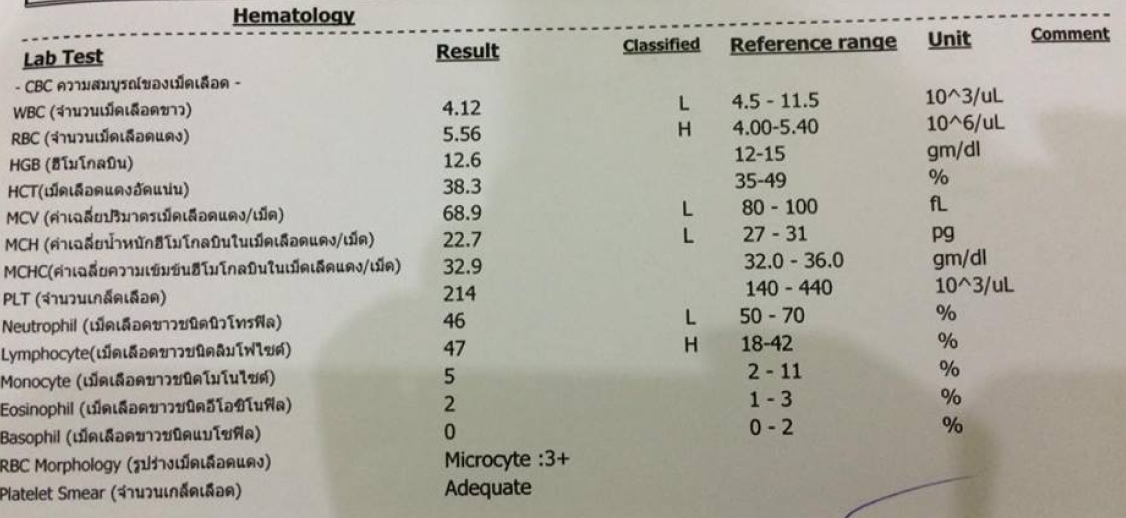 Hematology
Lab Test Result Classified Reference range Unit Comment
- CBC ความสมบูรณ์ของเม็ดเลือด -
WBC (จำนวนเม็ดเลือดขาว) 4.12 L 4.5 - 11.5 10^3/uL
RBC (จำนวนเม็ดเลือดแดง) 5.56 H 4.00-5.40 10^6/uL
HGB (ฮีโมโกลบิน) 12.6 12-15 gm/dl
HCT(เม็ดเลือดแดงอัดแน่น) 38.3 35-49 %
MCV (ค่าเฉลี่ยปริมาตรเม็ดเลือดแดง/เม็ด) 68.9 L 80 - 100 fL
MCH (ค่าเฉลี่ยน้ำหนักฮีโมโกลบินในเม็ดเลือดแดง/เม็ด) 22.7 L 27 - 31 pg
MCHC(ค่าเฉลี่ยความเข้มข้นฮีโมโกลบินในเม็ดเลืดแดง/เม็ด) 32.9 32.0 - 36.0 gm/dl
PLT (จำนวนเกล็ดเลือด) 214 140 - 440 10^3/uL
Neutrophil (เม็ดเลือดขาวชนิดนิวโทรฟิล) 46 L 50 - 70 %
Lymphocyte(เม็ดเลือดขาวชนิดลิมโฟไซต์) 47 H 18-42 %
Monocyte (เม็ดเลือดขาวชนิดโมโนไซต์) 5 2 - 11 %
Eosinophil (เม็ดเลือดขาวชนิดอีโอซิโนฟิล) 2 1 - 3 %
Basophil (เม็ดเลือดขาวชนิดเบโซฟิล) 0 0 - 2 %
RBC Morphology (รูปร่างเม็ดเลือดแดง) Microcyte :3+
Platelet Smear (จำนวนเกล็ดเลือด) Adequate